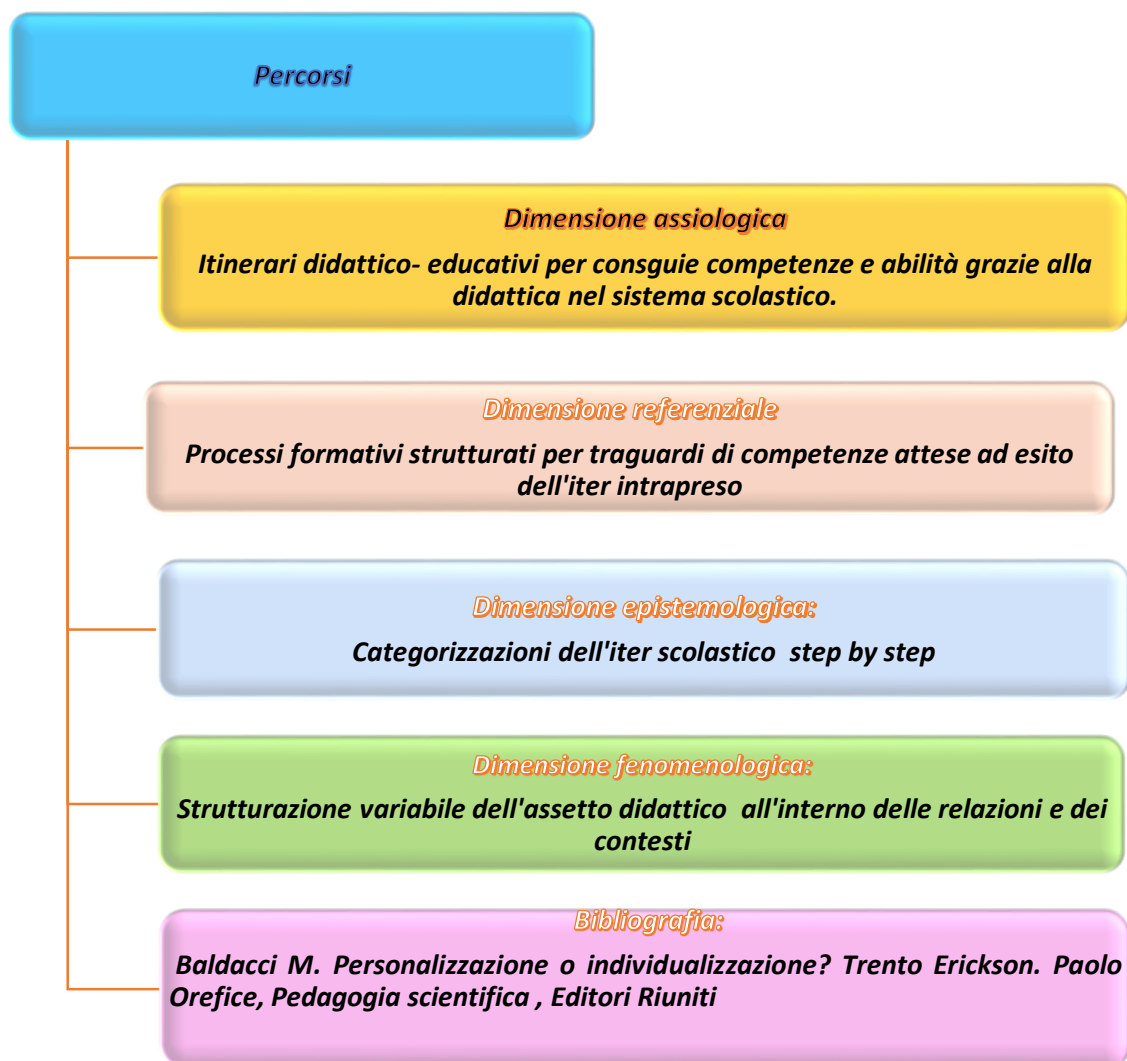 Percorsi
Dimensione assiologica
Itinerari didattico- educativi per consguie competenze e abilità grazie alla
didattica nel sistema scolastico.
Dimensione referenziale
Processi formativi strutturati per traguardi di competenze attese ad esito
dell'iter intrapreso
Dimensione epistemologica:
Categorizzazioni dell'iter scolastico step by step
Dimensione fenomenologica:
Strutturazione variabile dell'assetto didattico all'interno delle relazioni e dei
contesti
Bibliografia:
Baldacci M. Personalizzazione o individualizzazione? Trento Erickson. Paolo
Orefice, Pedagogia scientifica , Editori Riuniti